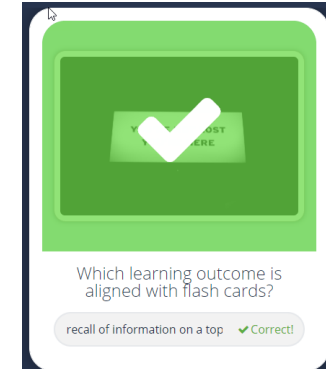 Which learning outcome is
aligned with flash cards?
recall of information on a top ✔Correct!